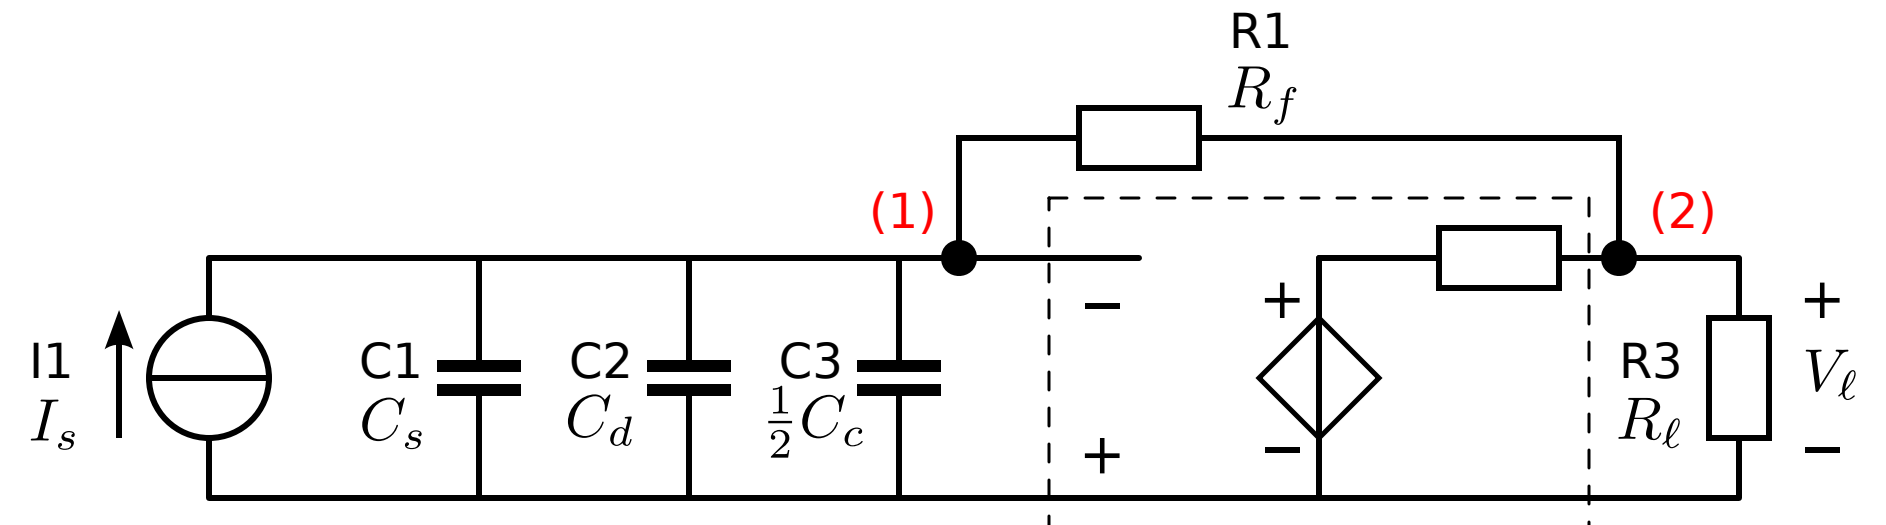 R1
R_f
(1)
(2)
−
+
+
−
I1
I_s
C1
C_s
C2
C_d
C3
½C_c
R3
R_ℓ
+
V_ℓ
−